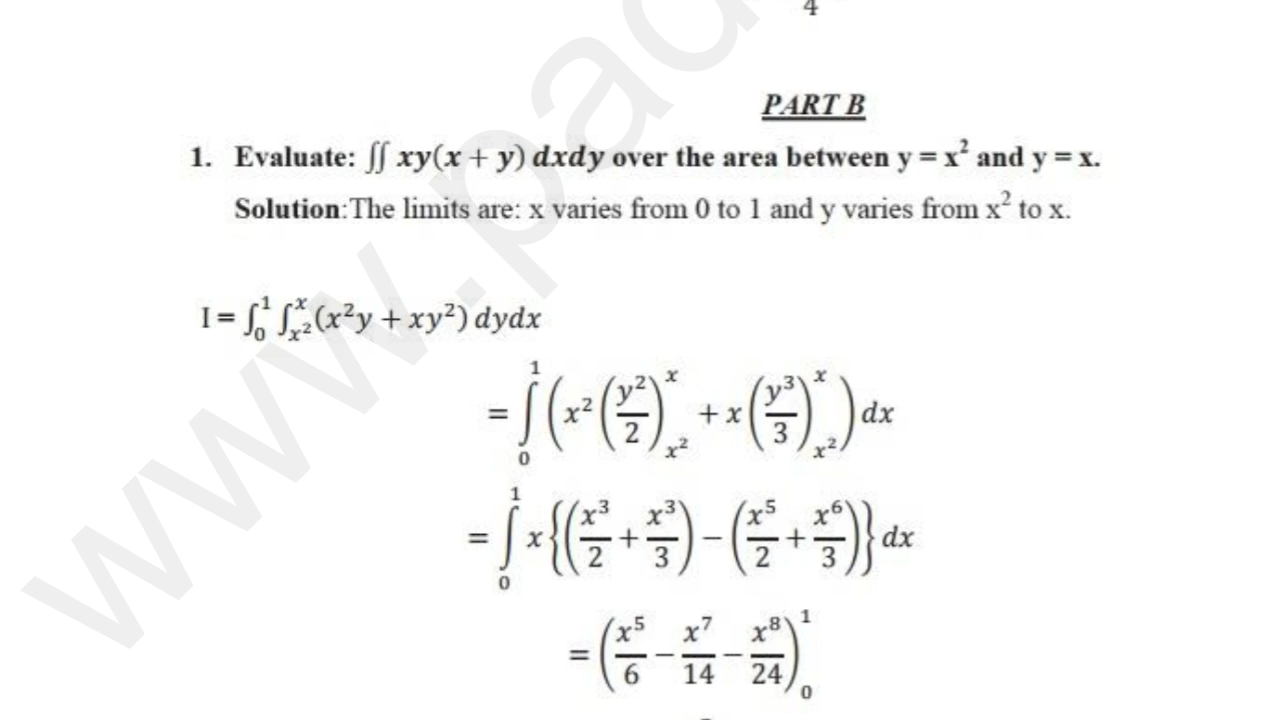 4
PART B
1. Evaluate: ∬ xy(x + y) dxdy over the area between y = x² and y = x.
Solution:The limits are: x varies from 0 to 1 and y varies from x² to x.
I = ∫₀¹ ∫ₓ²ˣ (x²y + xy²) dydx
= ∫₀¹ (x² (y²/2)ₓ²ˣ + x (y³/3)ₓ²ˣ) dx
= ∫₀¹ x {(x³/2 + x³/3) − (x⁵/2 + x⁶/3)} dx
= (x⁵/6 − x⁷/14 − x⁸/24)₀¹
www.pad